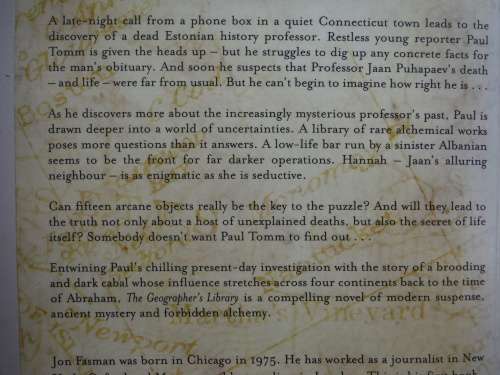 A late-night call from a phone box in a quiet Connecticut town leads to the
discovery of a dead Estonian history professor. Restless young reporter Paul
Tomm is given the heads up – but he struggles to dig up any concrete facts for
the man's obituary. And soon he suspects that Professor Jaan Puhapaev's death
– and life – were far from usual. But he can't begin to imagine how right he is . . .
As he discovers more about the increasingly mysterious professor's past, Paul is
drawn deeper into a world of uncertainties. A library of rare alchemical works
poses more questions than it answers. A low-life bar run by a sinister Albanian
seems to be the front for far darker operations. Hannah – Jaan's alluring
neighbour – is as enigmatic as she is seductive.
Can fifteen arcane objects really be the key to the puzzle? And will they lead to
the truth not only about a host of unexplained deaths, but also the secret of life
itself? Somebody doesn't want Paul Tomm to find out . . .
Entwining Paul's chilling present-day investigation with the story of a brooding
and dark cabal whose influence stretches across four continents back to the time
of Abraham, The Geographer's Library is a compelling novel of modern suspense,
ancient mystery and forbidden alchemy.
Martha's Vineyard
Newport
Jon Fasman was born in Chicago in 1975. He has worked as a journalist in New